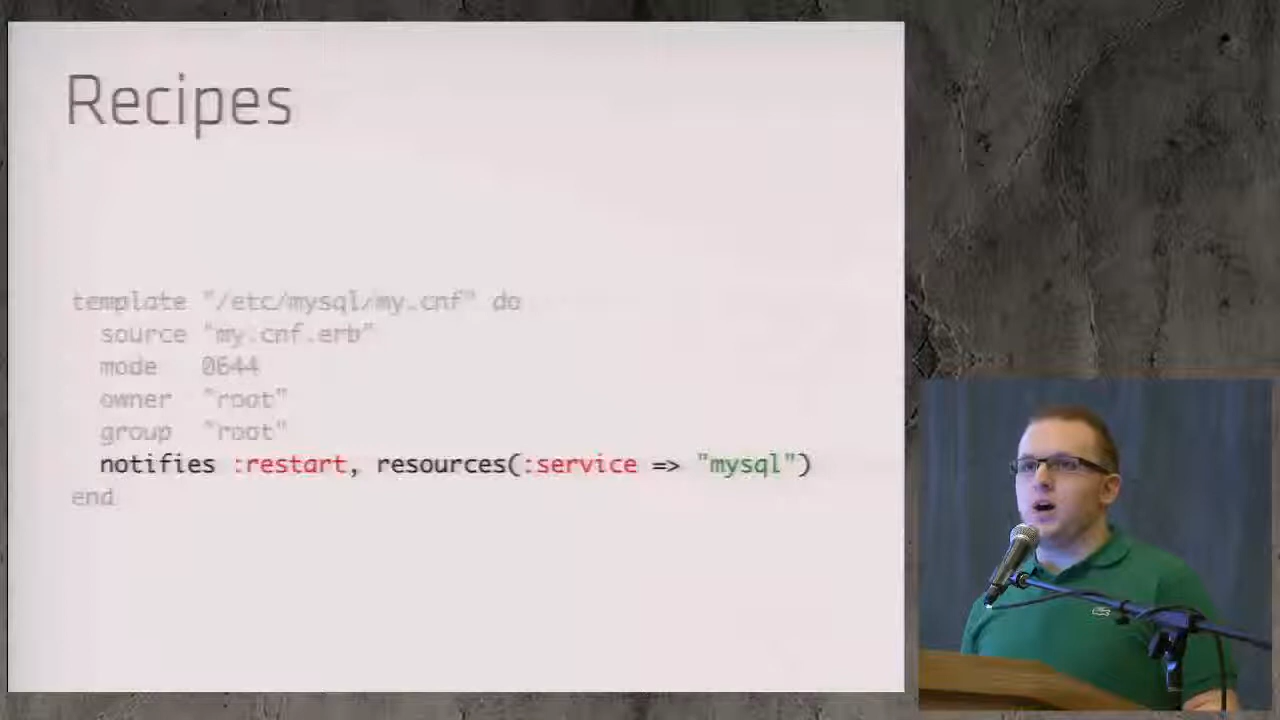 Recipes
template "/etc/mysql/my.cnf" do
  source "my.cnf.erb"
  mode   0644
  owner  "root"
  group  "root"
  notifies :restart, resources(:service => "mysql")
end